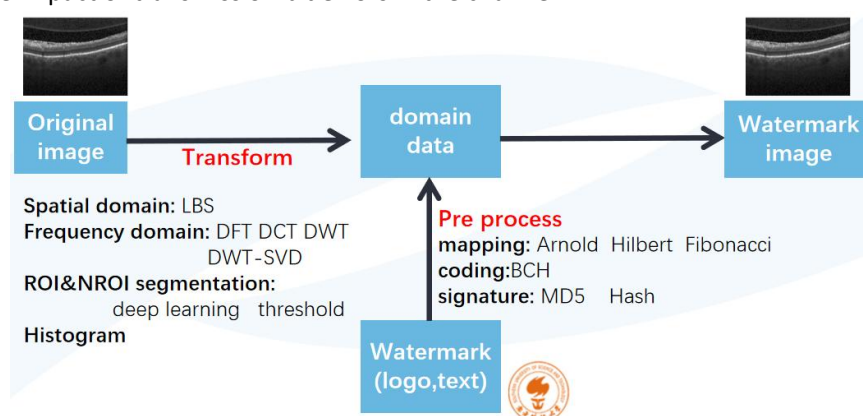 Original
image
Transform
domain
data
Watermark
image
Spatial domain: LBS
Frequency domain: DFT DCT DWT
DWT-SVD
ROI&NROI segmentation:
deep learning threshold
Histogram
Pre process
mapping: Arnold Hilbert Fibonacci
coding:BCH
signature: MD5 Hash
Watermark
(logo,text)